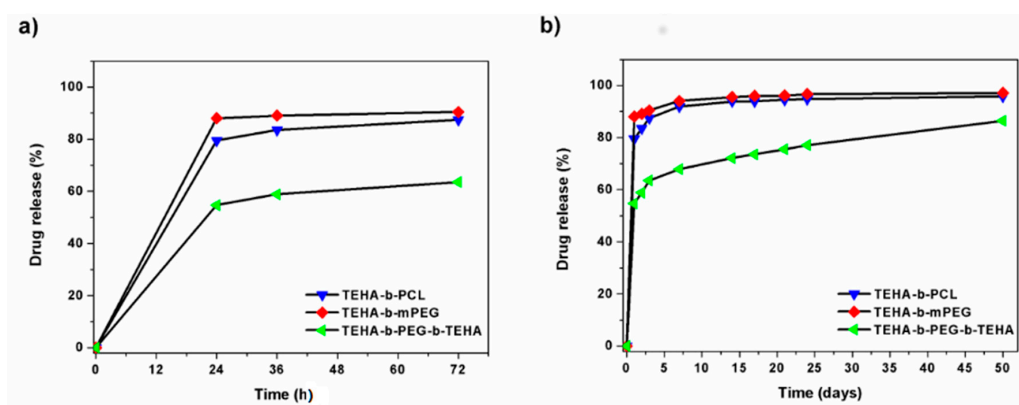 a)
Drug release (%)
100
80
60
40
20
0
TEHA-b-PCL
TEHA-b-mPEG
TEHA-b-PEG-b-TEHA
0 12 24 36 48 60 72
Time (h)
b)
Drug release (%)
100
80
60
40
20
0
TEHA-b-PCL
TEHA-b-mPEG
TEHA-b-PEG-b-TEHA
0 5 10 15 20 25 30 35 40 45 50
Time (days)